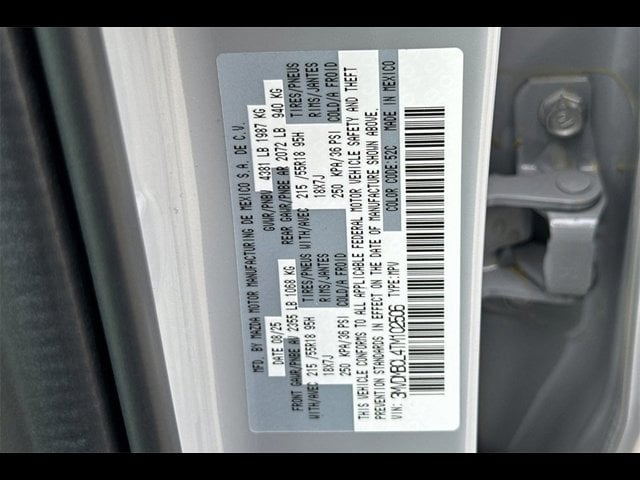 MFD. BY MAZDA MOTOR MANUFACTURING DE MEXICO S.A. DE C.V.
DATE 08/25 GVWR/PNBV 4381 LB 1987 KG
FRONT GAWR/PNBE AV 2355 LB 1068 KG REAR GAWR/PNBE AR 2072 LB 940 KG
WITH/AVEC 215 /55R18 95H TIRES/PNEUS WITH/AVEC 215 /55R18 95H TIRES/PNEUS
18X7J RIMS/JANTES 18X7J RIMS/JANTES
250 KPA/36 PSI COLD/A FROID 250 KPA/36 PSI COLD/A FROID
THIS VEHICLE CONFORMS TO ALL APPLICABLE FEDERAL MOTOR VEHICLE SAFETY AND THEFT
PREVENTION STANDARDS IN EFFECT ON THE DATE OF MANUFACTURE SHOWN ABOVE.
VIN: TYPE:MPV COLOR CODE:52C MADE IN MEXICO